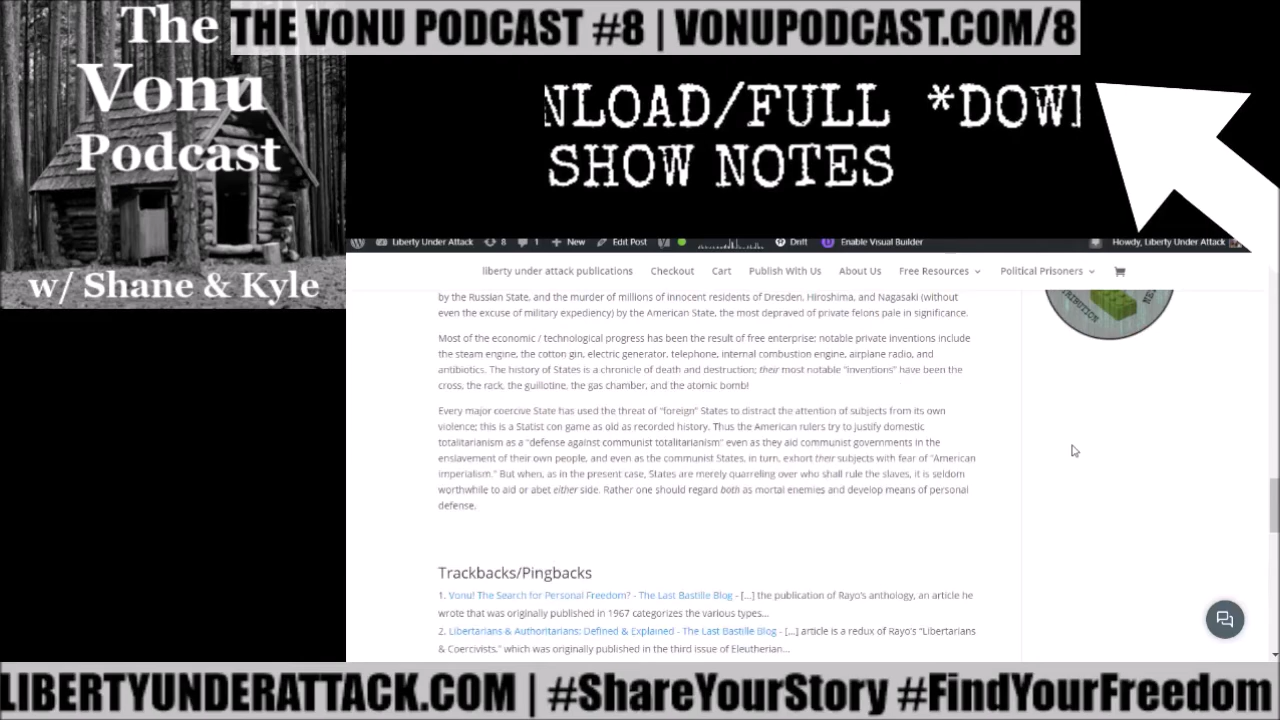 The
Vonu
Podcast
w/ Shane & Kyle
THE VONU PODCAST #8 | VONUPODCAST.COM/8
NLOAD/FULL *DOW
SHOW NOTES
Liberty Under Attack 8 1 New Edit Post Drift Enable Visual Builder Howdy, Liberty Under Attack
liberty under attack publications Checkout Cart Publish With Us About Us Free Resources Political Prisoners
by the Russian State, and the murder of millions of innocent residents of Dresden, Hiroshima, and Nagasaki (without
even the excuse of military expediency) by the American State, the most depraved of private felons pale in significance.
Most of the economic / technological progress has been the result of free enterprise; notable private inventions include
the steam engine, the cotton gin, electric generator, telephone, internal combustion engine, airplane radio, and
antibiotics. The history of States is a chronicle of death and destruction; their most notable "inventions" have been the
cross, the rack, the guillotine, the gas chamber, and the atomic bomb!
Every major coercive State has used the threat of "foreign" States to distract the attention of subjects from its own
violence; this is a Statist con game as old as recorded history. Thus the American rulers try to justify domestic
totalitarianism as a "defense against communist totalitarianism" even as they aid communist governments in the
enslavement of their own people, and even as the communist States, in turn, exhort their subjects with fear of "American
imperialism." But when, as in the present case, States are merely quarreling over who shall rule the slaves, it is seldom
worthwhile to aid or abet either side. Rather one should regard both as mortal enemies and develop means of personal
defense.
Trackbacks/Pingbacks
1. Vonu! The Search for Personal Freedom? - The Last Bastille Blog - [...] the publication of Rayo's anthology, an article he
wrote that was originally published in 1967 categorizes the various types...
2. Libertarians & Authoritarians: Defined & Explained - The Last Bastille Blog - [...] article is a redux of Rayo's "Libertarians
& Coercivists," which was originally published in the third issue of Eleutherian...
LIBERTYUNDERATTACK.COM | #ShareYourStory #FindYourFreedom